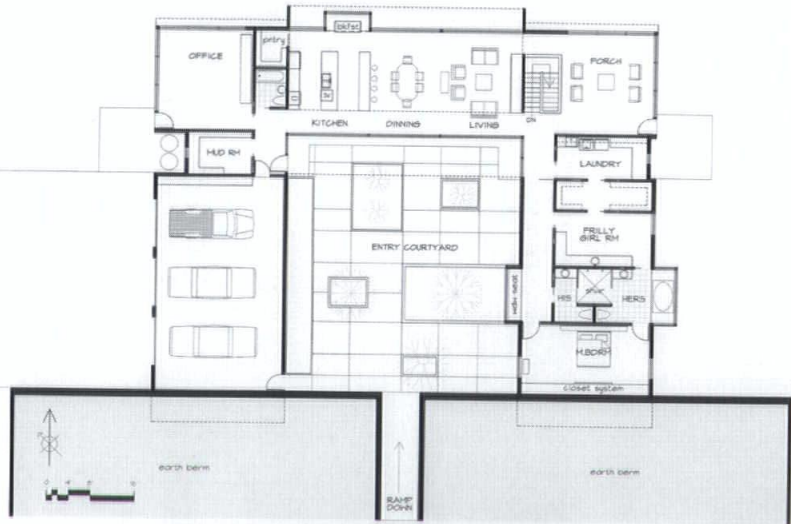 bkfst
pntry
OFFICE
PORCH
KITCHEN
DINNING
LIVING
DN
MUD RM
LAUNDRY
FRILLY
GIRL RM
ENTRY COURTYARD
HIS
HERS
M.BDRM
closet system
earth berm
earth berm
RAMP
DOWN